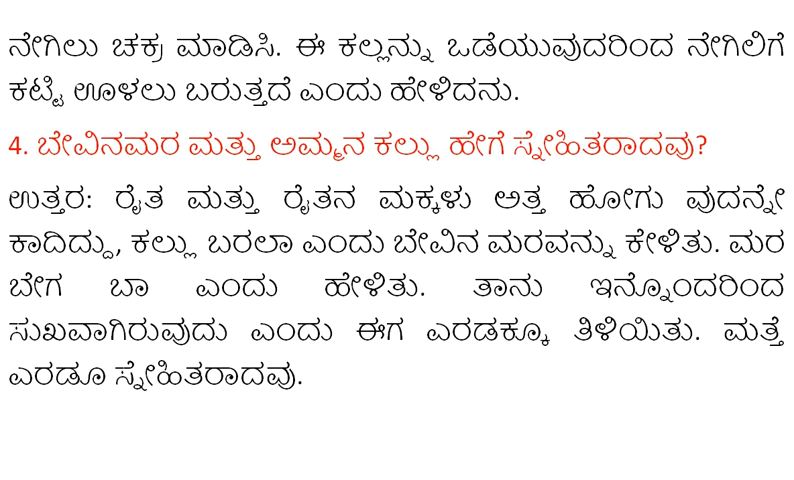 ನೇಗಿಲು ಚಕ್ರ ಮಾಡಿಸಿ. ಈ ಕಲ್ಲನ್ನು ಒಡೆಯುವುದರಿಂದ ನೇಗಿಲಿಗೆ
ಕಟ್ಟಿ ಊಳಲು ಬರುತ್ತದೆ ಎಂದು ಹೇಳಿದನು.
4. ಬೇವಿನಮರ ಮತ್ತು ಅಮ್ಮನ ಕಲ್ಲು ಹೇಗೆ ಸ್ನೇಹಿತರಾದವು?
ಉತ್ತರ: ರೈತ ಮತ್ತು ರೈತನ ಮಕ್ಕಳು ಅತ್ತ ಹೋಗು ವುದನ್ನೇ
ಕಾದಿದ್ದು, ಕಲ್ಲು ಬರಲಾ ಎಂದು ಬೇವಿನ ಮರವನ್ನು ಕೇಳಿತು. ಮರ
ಬೇಗ ಬಾ ಎಂದು ಹೇಳಿತು. ತಾನು ಇನ್ನೊಂದರಿಂದ
ಸುಖವಾಗಿರುವುದು ಎಂದು ಈಗ ಎರಡಕ್ಕೂ ತಿಳಿಯಿತು. ಮತ್ತೆ
ಎರಡೂ ಸ್ನೇಹಿತರಾದವು.